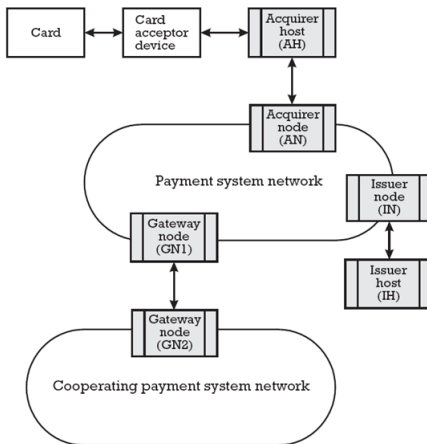 Card
Card
acceptor
device
Acquirer
host
(AH)
Acquirer
node
(AN)
Payment system network
Issuer
node
(IN)
Gateway
node
(GN1)
Issuer
host
(IH)
Gateway
node
(GN2)
Cooperating payment system network